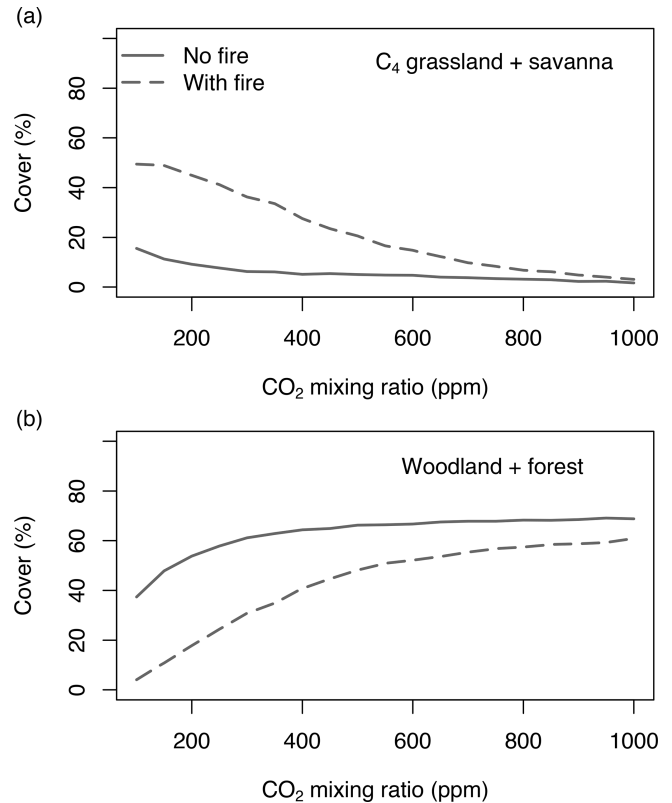 (a)
No fire
With fire
C₄ grassland + savanna
Cover (%)
0
20
40
60
80
200
400
600
800
1000
CO₂ mixing ratio (ppm)
(b)
Woodland + forest
Cover (%)
0
20
40
60
80
200
400
600
800
1000
CO₂ mixing ratio (ppm)